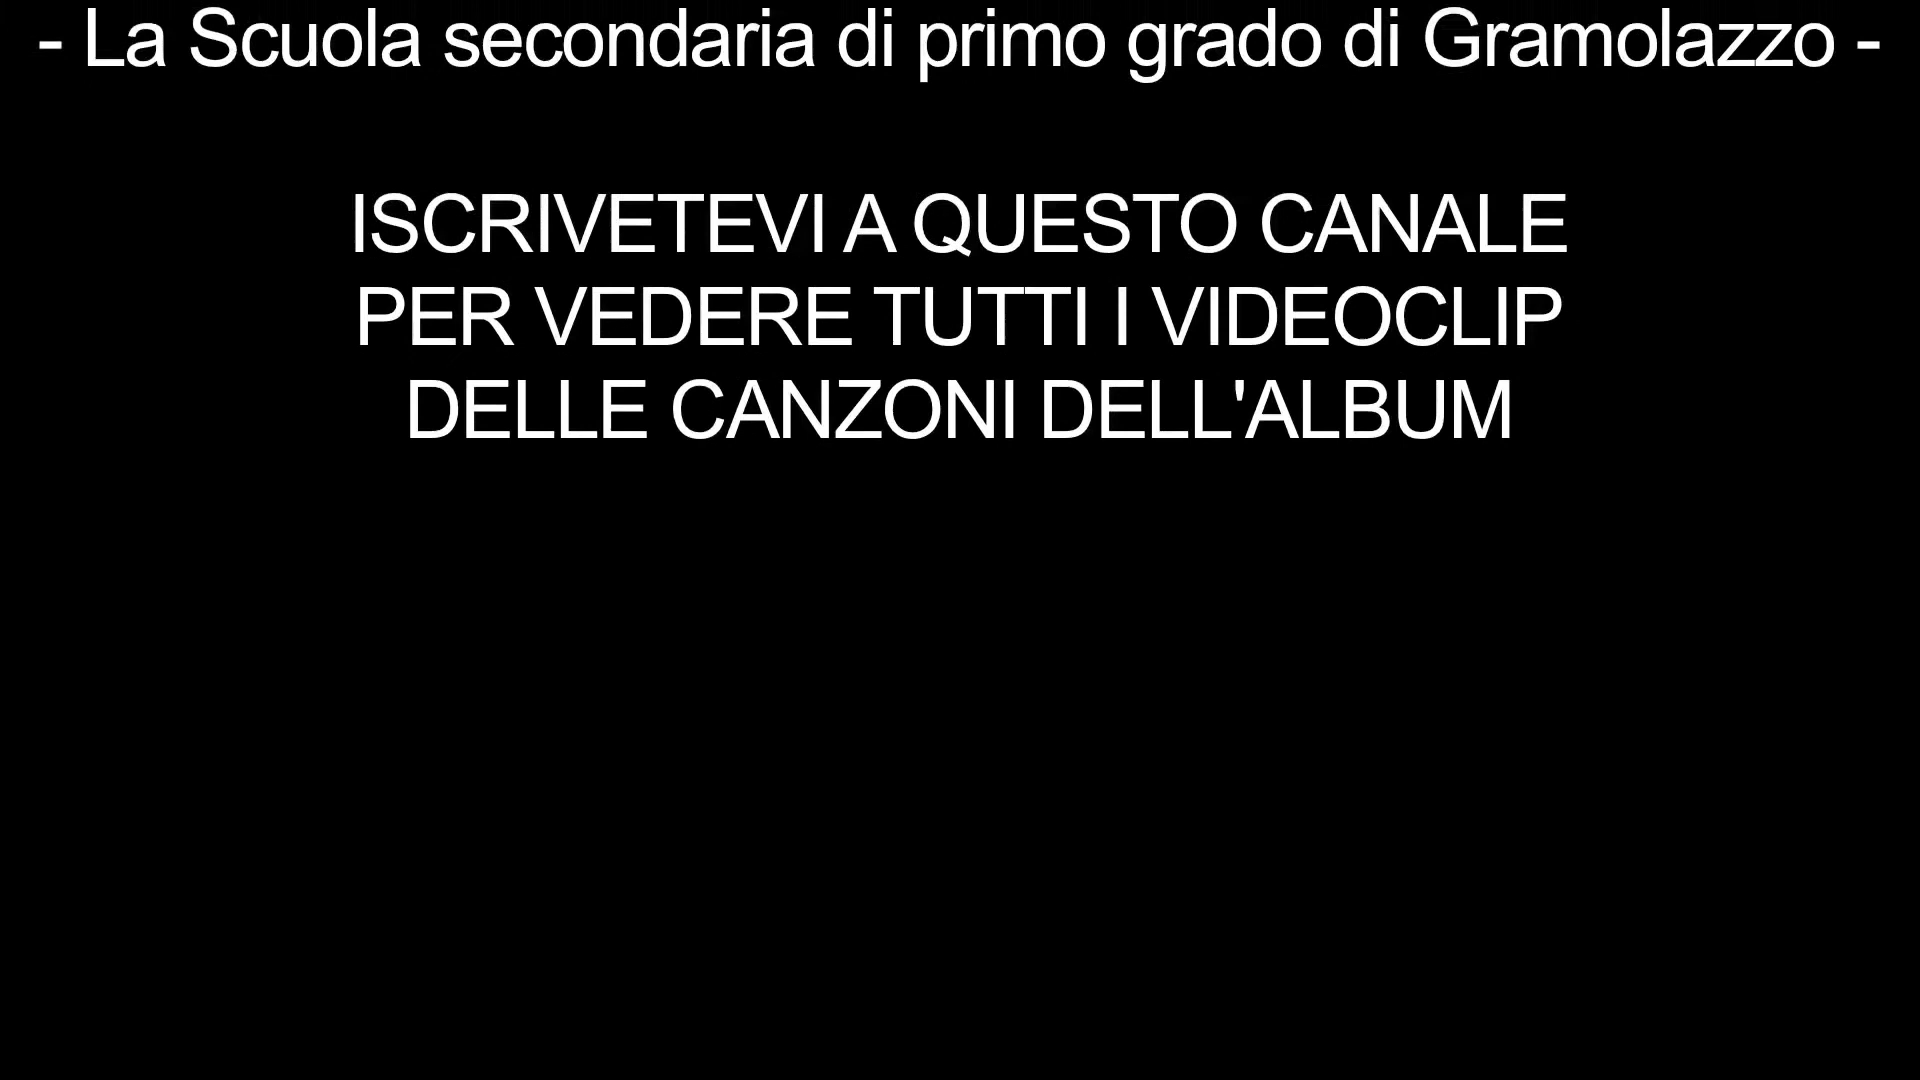 - La Scuola secondaria di primo grado di Gramolazzo -
ISCRIVETEVI A QUESTO CANALE
PER VEDERE TUTTI I VIDEOCLIP
DELLE CANZONI DELL'ALBUM